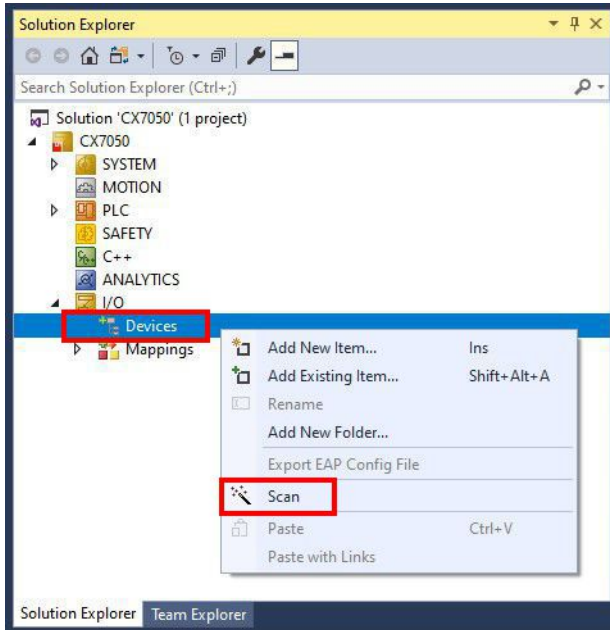 Solution Explorer
Search Solution Explorer (Ctrl+;)
Solution 'CX7050' (1 project)
CX7050
SYSTEM
MOTION
PLC
SAFETY
C++
ANALYTICS
I/O
Devices
Mappings
Add New Item... Ins
Add Existing Item... Shift+Alt+A
Rename
Add New Folder...
Export EAP Config File
Scan
Paste Ctrl+V
Paste with Links
Solution Explorer Team Explorer